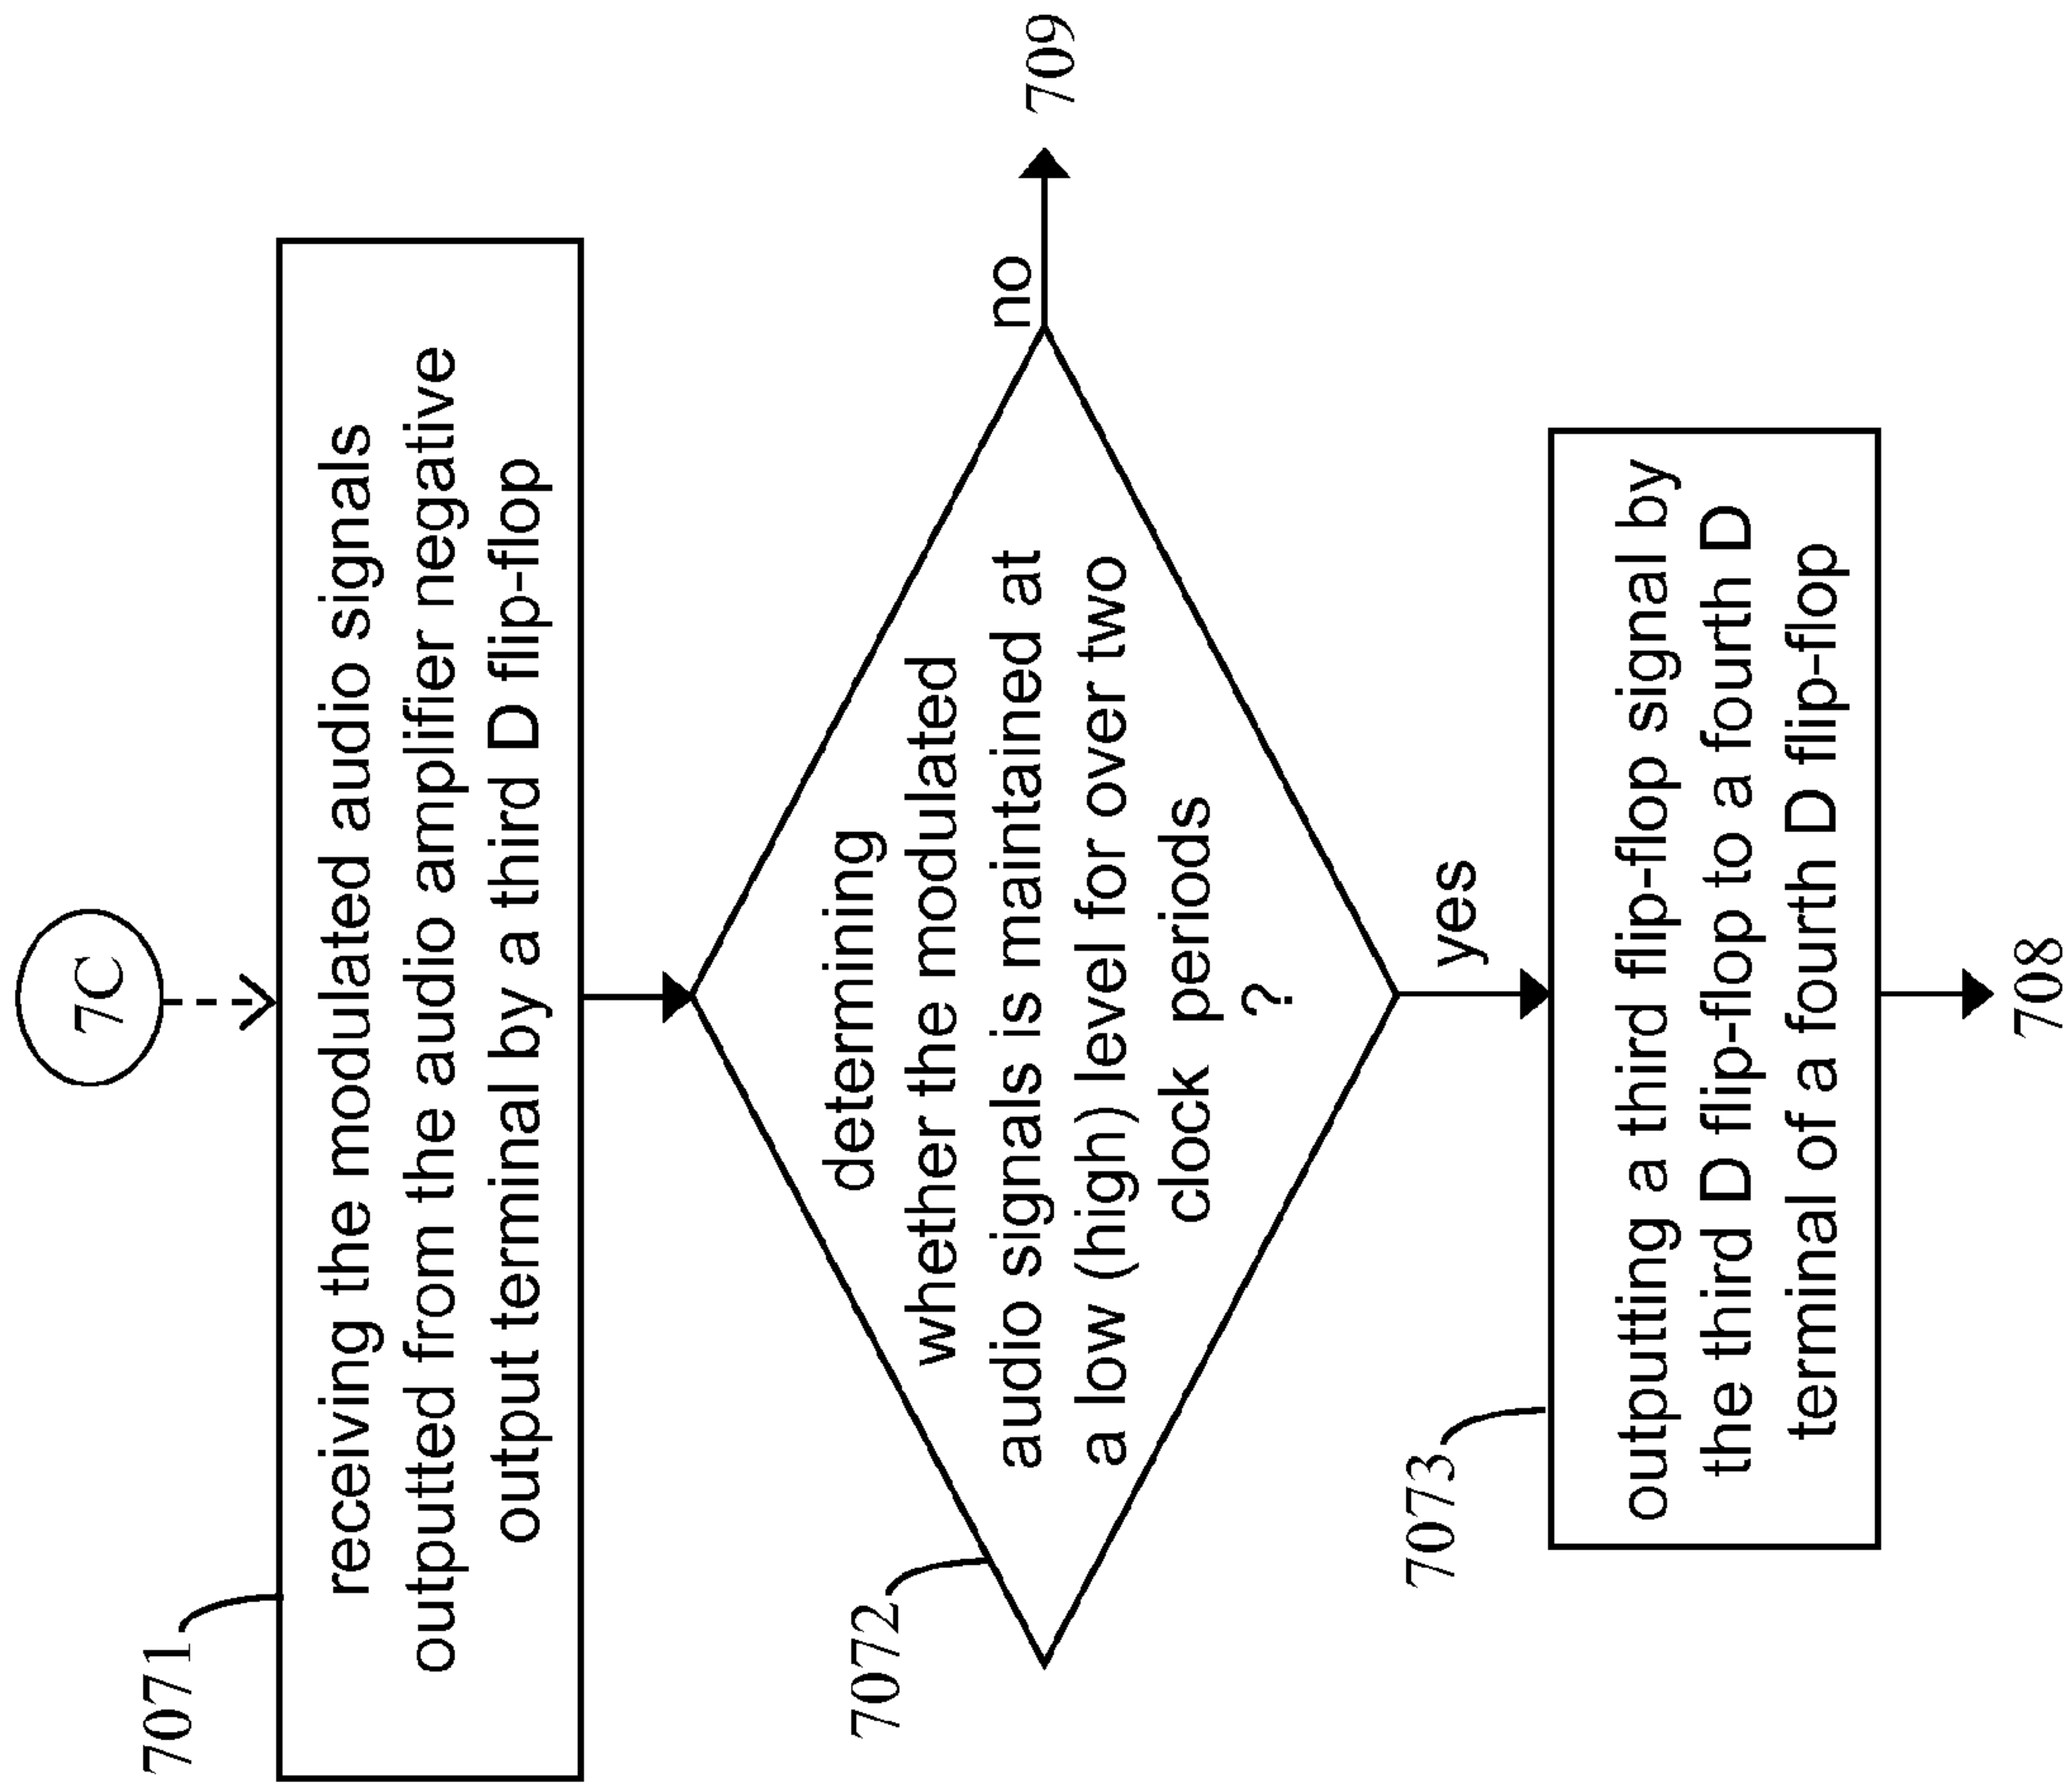 7C
7071
receiving the modulated audio signals
outputted from the audio amplifier negative
output terminal by a third D flip-flop
7072
determining
whether the modulated
audio signals is maintained at
a low (high) level for over two
clock periods
?
no
709
yes
7073
outputting a third flip-flop signal by
the third D flip-flop to a fourth D
terminal of a fourth D flip-flop
708